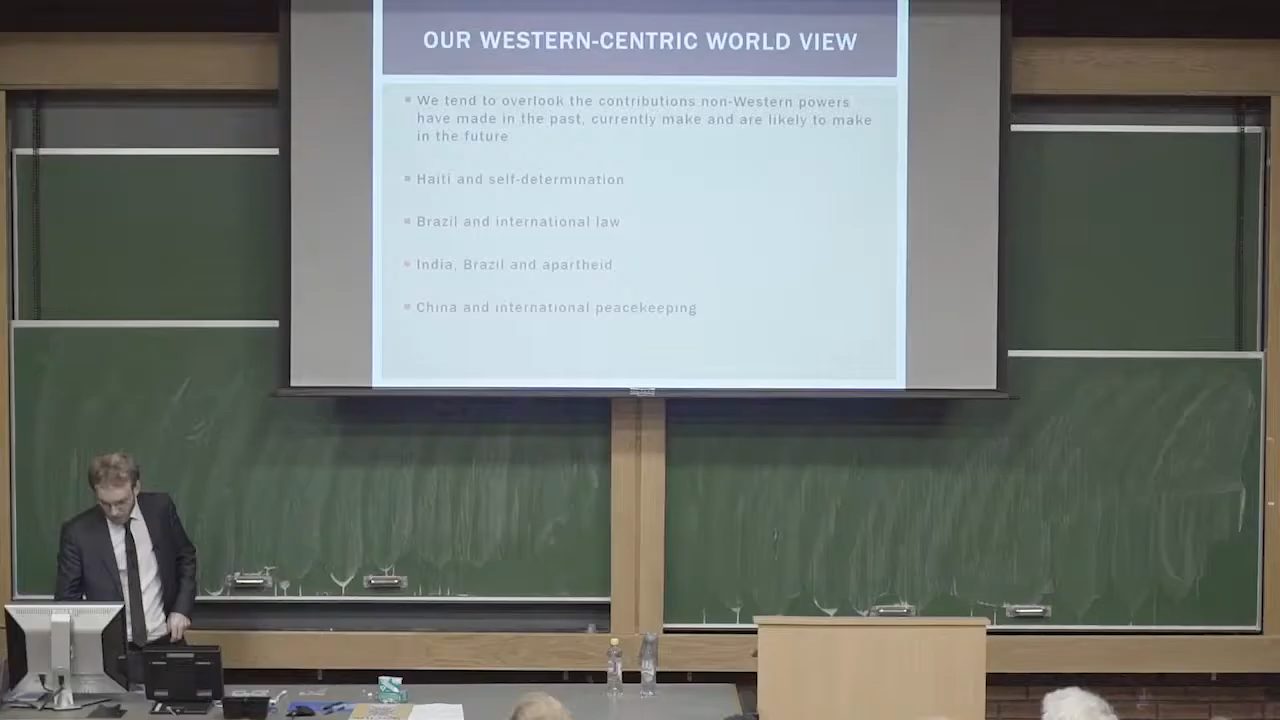 OUR WESTERN-CENTRIC WORLD VIEW
We tend to overlook the contributions non-Western powers
have made in the past, currently make and are likely to make
in the future
Haiti and self-determination
Brazil and international law
India, Brazil and apartheid
China and international peacekeeping